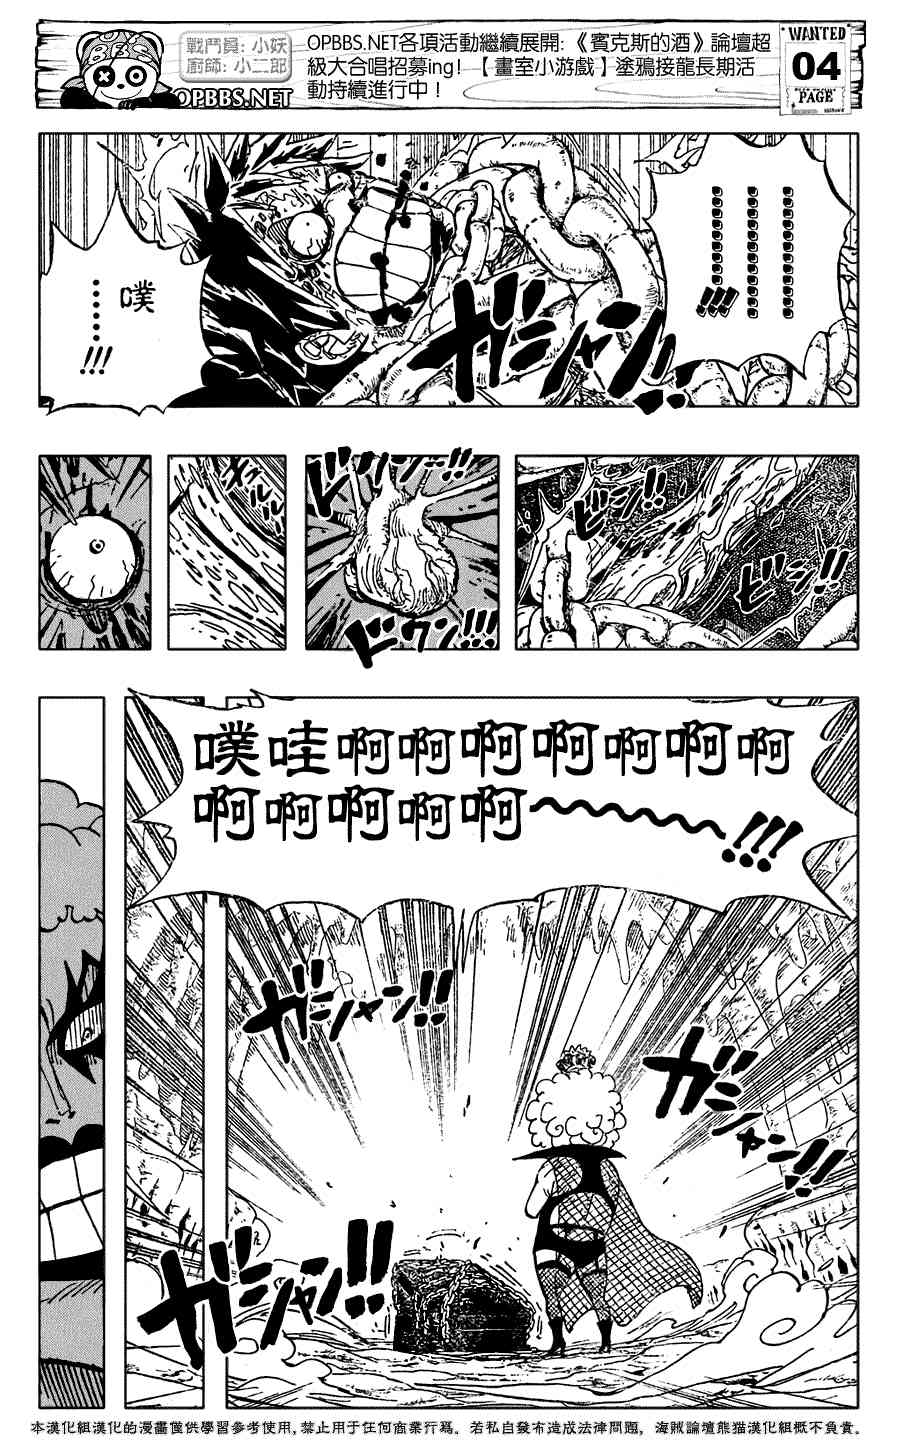 戰鬥員: 小妖
廚師: 小二郎
OPBBS.NET
OPBBS.NET各項活動繼續展開:《賓克斯的酒》論壇超
級大合唱招募ing!【畫室小游戲】塗鴉接龍長期活
動持續進行中!
WANTED
04
PAGE
!!!
ガシャン!!
噗
……!!!
ビシ!!
ビシ!!
ドクン!!
ドクン!!!
噗哇啊啊啊啊啊啊啊
啊啊啊啊啊~~~!!!
ガシャン!!
ガシャン!!
ガシャン!!
本漢化組漢化的漫畫僅供學習參考使用,禁止用于任何商業行爲。若私自發布造成法律問題,海賊論壇熊猫漢化組概不負責。